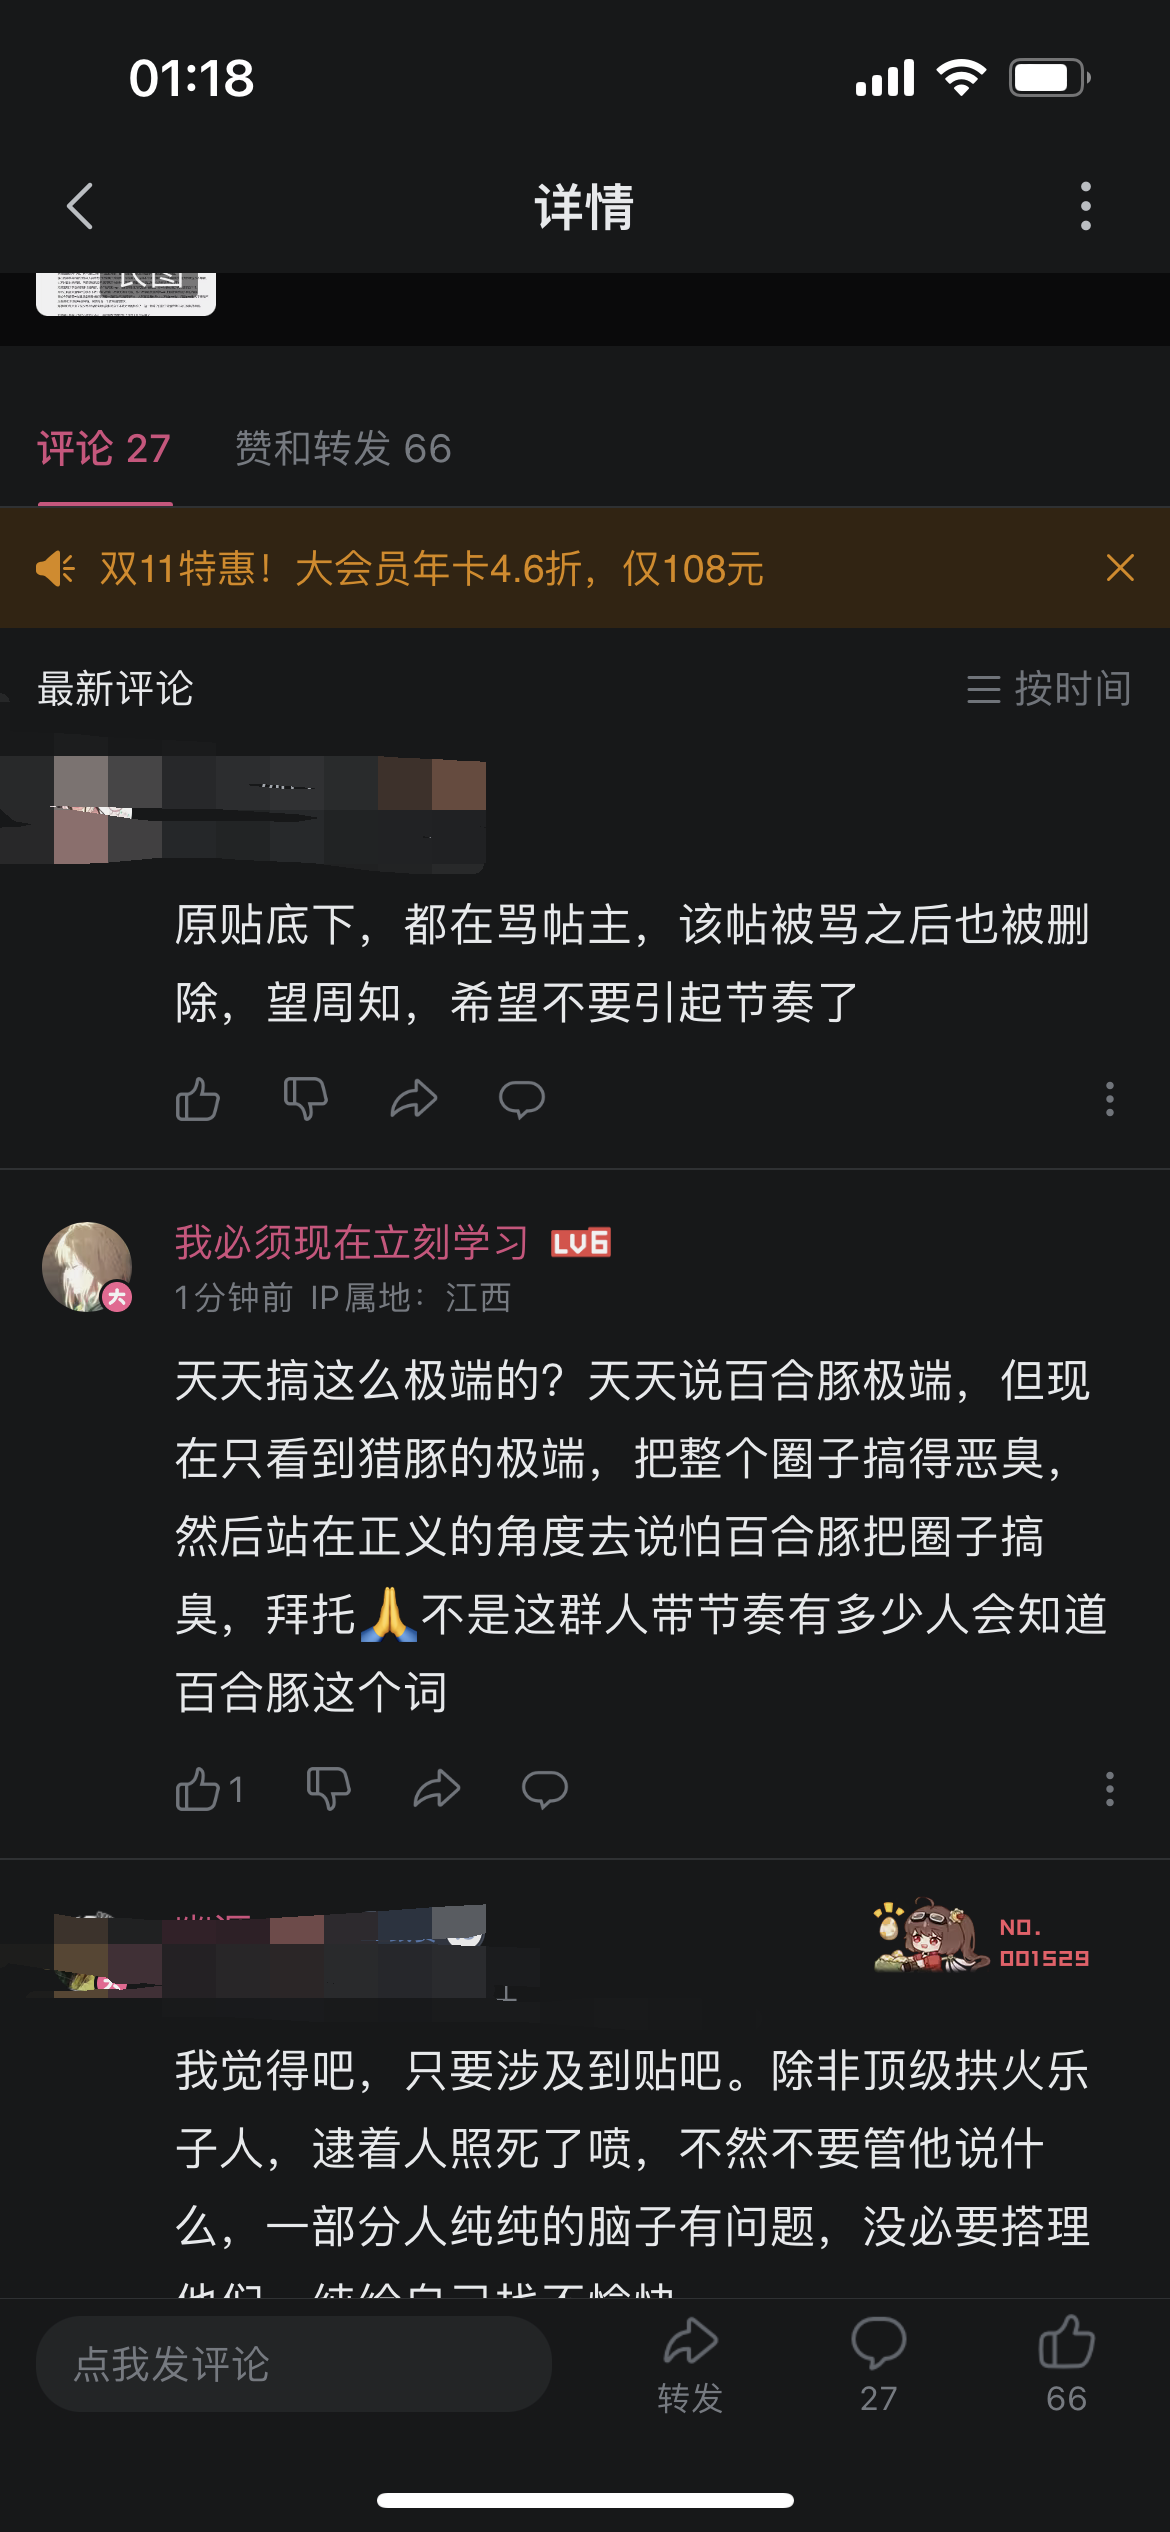 01:18
详情
评论 27 赞和转发 66
双11特惠！大会员年卡4.6折，仅108元
最新评论
按时间
原贴底下，都在骂帖主，该帖被骂之后也被删
除，望周知，希望不要引起节奏了
我必须现在立刻学习 LV6
1分钟前 IP属地：江西
天天搞这么极端的？天天说百合豚极端，但现
在只看到猎豚的极端，把整个圈子搞得恶臭，
然后站在正义的角度去说怕百合豚把圈子搞
臭，拜托🙏不是这群人带节奏有多少人会知道
百合豚这个词
1
NO.
001529
我觉得吧，只要涉及到贴吧。除非顶级拱火乐
子人，逮着人照死了喷，不然不要管他说什
么，一部分人纯纯的脑子有问题，没必要搭理
点我发评论
转发
27
66